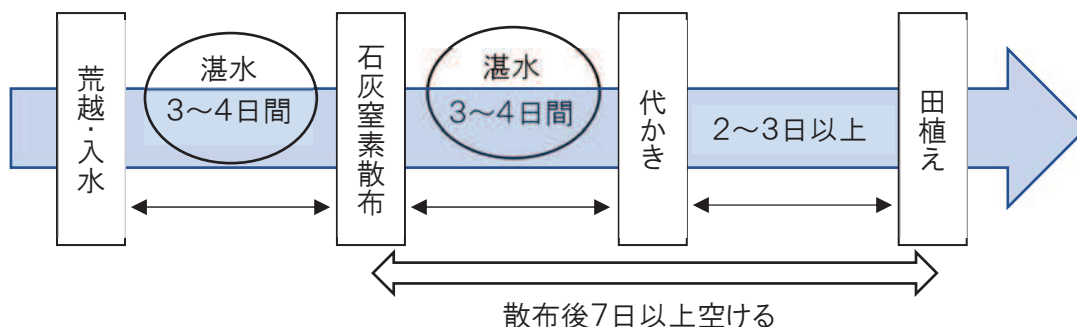 荒越・入水
湛水
3～4日間
石灰窒素散布
湛水
3～4日間
代かき
2～3日以上
田植え
散布後7日以上空ける